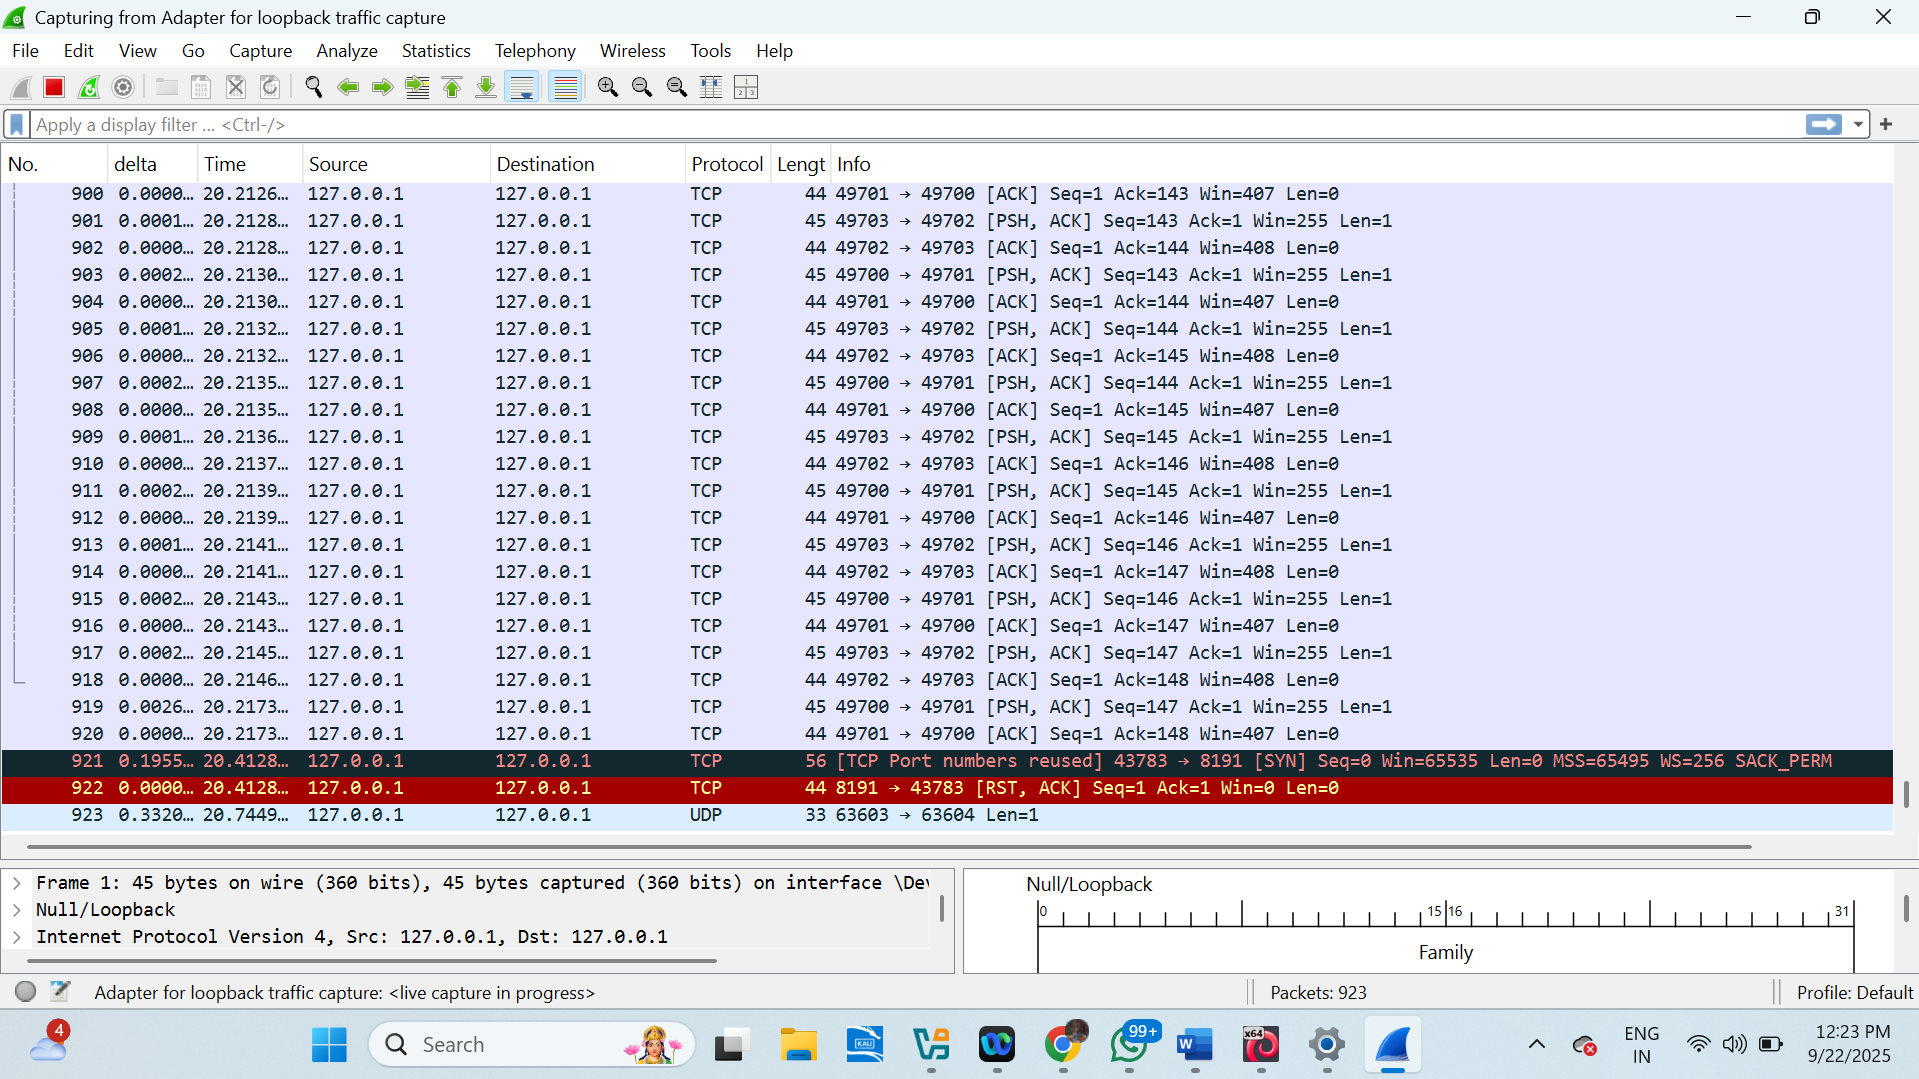 Capturing from Adapter for loopback traffic capture
File Edit View Go Capture Analyze Statistics Telephony Wireless Tools Help
Apply a display filter ... <Ctrl-/>
No. delta Time Source Destination Protocol Lengt Info
900 0.0000… 20.2126… 127.0.0.1 127.0.0.1 TCP 44 49701 → 49700 [ACK] Seq=1 Ack=143 Win=407 Len=0
901 0.0001… 20.2128… 127.0.0.1 127.0.0.1 TCP 45 49703 → 49702 [PSH, ACK] Seq=143 Ack=1 Win=255 Len=1
902 0.0000… 20.2128… 127.0.0.1 127.0.0.1 TCP 44 49702 → 49703 [ACK] Seq=1 Ack=144 Win=408 Len=0
903 0.0002… 20.2130… 127.0.0.1 127.0.0.1 TCP 45 49700 → 49701 [PSH, ACK] Seq=143 Ack=1 Win=255 Len=1
904 0.0000… 20.2130… 127.0.0.1 127.0.0.1 TCP 44 49701 → 49700 [ACK] Seq=1 Ack=144 Win=407 Len=0
905 0.0001… 20.2132… 127.0.0.1 127.0.0.1 TCP 45 49703 → 49702 [PSH, ACK] Seq=144 Ack=1 Win=255 Len=1
906 0.0000… 20.2132… 127.0.0.1 127.0.0.1 TCP 44 49702 → 49703 [ACK] Seq=1 Ack=145 Win=408 Len=0
907 0.0002… 20.2135… 127.0.0.1 127.0.0.1 TCP 45 49700 → 49701 [PSH, ACK] Seq=144 Ack=1 Win=255 Len=1
908 0.0000… 20.2135… 127.0.0.1 127.0.0.1 TCP 44 49701 → 49700 [ACK] Seq=1 Ack=145 Win=407 Len=0
909 0.0001… 20.2136… 127.0.0.1 127.0.0.1 TCP 45 49703 → 49702 [PSH, ACK] Seq=145 Ack=1 Win=255 Len=1
910 0.0000… 20.2137… 127.0.0.1 127.0.0.1 TCP 44 49702 → 49703 [ACK] Seq=1 Ack=146 Win=408 Len=0
911 0.0002… 20.2139… 127.0.0.1 127.0.0.1 TCP 45 49700 → 49701 [PSH, ACK] Seq=145 Ack=1 Win=255 Len=1
912 0.0000… 20.2139… 127.0.0.1 127.0.0.1 TCP 44 49701 → 49700 [ACK] Seq=1 Ack=146 Win=407 Len=0
913 0.0001… 20.2141… 127.0.0.1 127.0.0.1 TCP 45 49703 → 49702 [PSH, ACK] Seq=146 Ack=1 Win=255 Len=1
914 0.0000… 20.2141… 127.0.0.1 127.0.0.1 TCP 44 49702 → 49703 [ACK] Seq=1 Ack=147 Win=408 Len=0
915 0.0002… 20.2143… 127.0.0.1 127.0.0.1 TCP 45 49700 → 49701 [PSH, ACK] Seq=146 Ack=1 Win=255 Len=1
916 0.0000… 20.2143… 127.0.0.1 127.0.0.1 TCP 44 49701 → 49700 [ACK] Seq=1 Ack=147 Win=407 Len=0
917 0.0002… 20.2145… 127.0.0.1 127.0.0.1 TCP 45 49703 → 49702 [PSH, ACK] Seq=147 Ack=1 Win=255 Len=1
918 0.0000… 20.2146… 127.0.0.1 127.0.0.1 TCP 44 49702 → 49703 [ACK] Seq=1 Ack=148 Win=408 Len=0
919 0.0026… 20.2173… 127.0.0.1 127.0.0.1 TCP 45 49700 → 49701 [PSH, ACK] Seq=147 Ack=1 Win=255 Len=1
920 0.0000… 20.2173… 127.0.0.1 127.0.0.1 TCP 44 49701 → 49700 [ACK] Seq=1 Ack=148 Win=407 Len=0
921 0.1955… 20.4128… 127.0.0.1 127.0.0.1 TCP 56 [TCP Port numbers reused] 43783 → 8191 [SYN] Seq=0 Win=65535 Len=0 MSS=65495 WS=256 SACK_PERM
922 0.0000… 20.4128… 127.0.0.1 127.0.0.1 TCP 44 8191 → 43783 [RST, ACK] Seq=1 Ack=1 Win=0 Len=0
923 0.3320… 20.7449… 127.0.0.1 127.0.0.1 UDP 33 63603 → 63604 Len=1
Frame 1: 45 bytes on wire (360 bits), 45 bytes captured (360 bits) on interface \Dev
Null/Loopback
Internet Protocol Version 4, Src: 127.0.0.1, Dst: 127.0.0.1
Null/Loopback
0 15 16 31
Family
Adapter for loopback traffic capture: <live capture in progress>
Packets: 923
Profile: Default
4
Search
KALI
99+
W
x64
ENG
IN
12:23 PM
9/22/2025